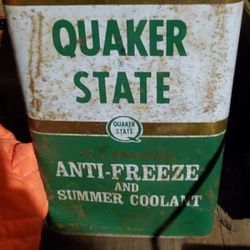 QUAKER
®
STATE
QUAKER
STATE
ANTI-FREEZE
AND
SUMMER COOLANT